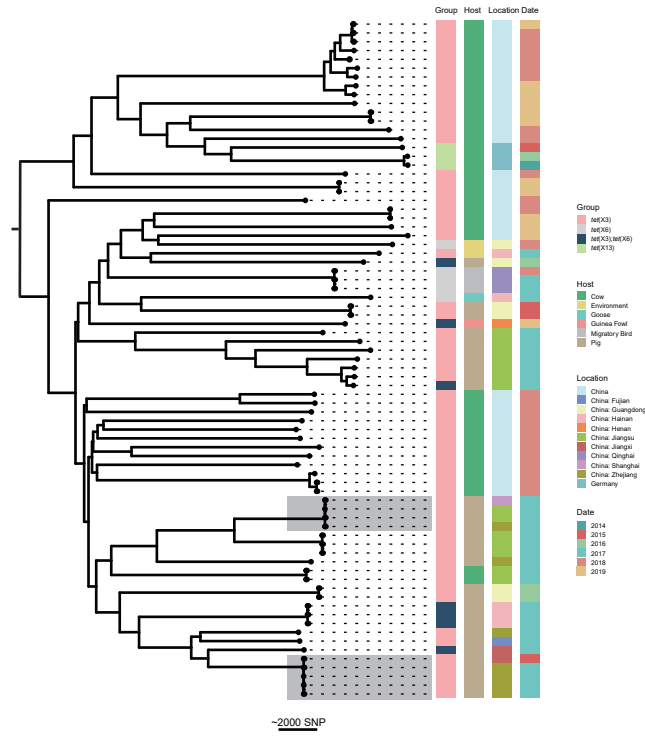 Group Host Location Date
Group
tet(X3)
tet(X6)
tet(X3);tet(X6)
tet(X13)
Host
Cow
Environment
Goose
Guinea Fowl
Migratory Bird
Pig
Location
China
China: Fujian
China: Guangdong
China: Hainan
China: Henan
China: Jiangsu
China: Jiangxi
China: Qinghai
China: Shanghai
China: Zhejiang
Germany
Date
2014
2015
2016
2017
2018
2019
~2000 SNP